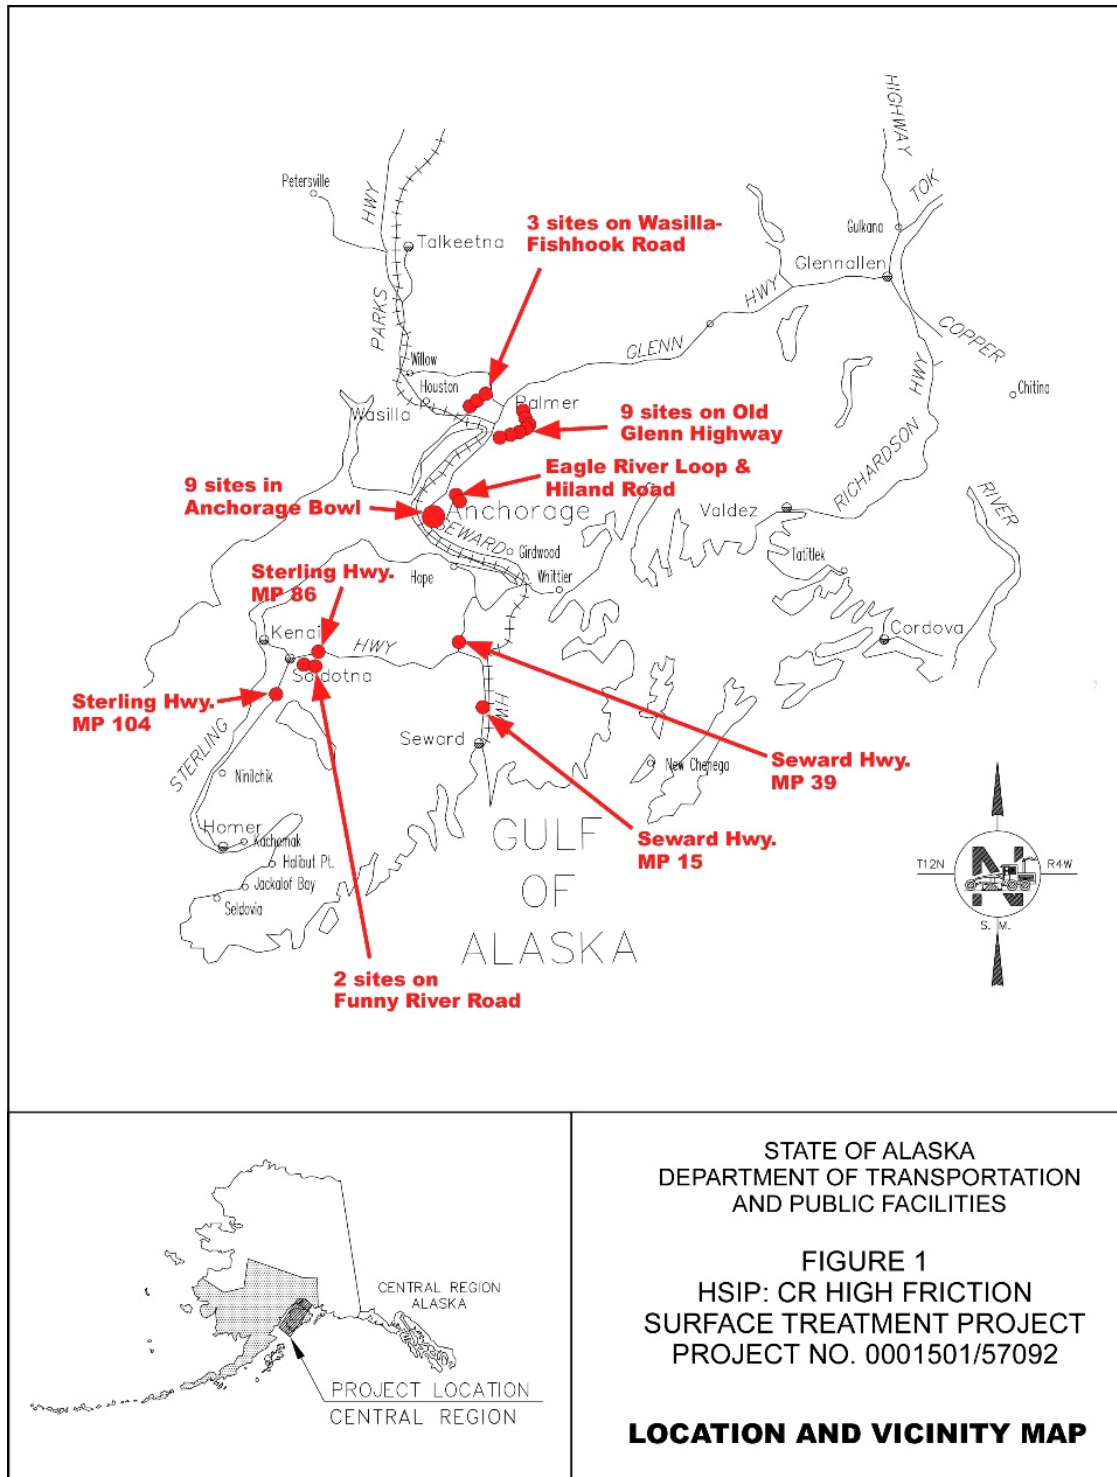 HIGHWAY
TOK
Petersville
HWY
3 sites on Wasilla-
Fishhook Road
Gulkana
Talkeetna
Glennallen
HWY
PARKS
COPPER
GLENN
Willow
HWY
Houston
Chitina
Wasilla
Palmer
9 sites on Old
Glenn Highway
Eagle River Loop &
Hiland Road
9 sites in
Anchorage Bowl
RICHARDSON
RIVER
Anchorage
Valdez
SEWARD
Girdwood
Tatitlek
Sterling Hwy.
MP 86
Hope
Whittier
Kenai
HWY
Cordova
Soldotna
Sterling Hwy.
MP 104
HWY
STERLING
Seward
New Chenega
Seward Hwy.
MP 39
Ninilchik
Homer
Kachemak
Halibut Pt.
Jackalof Bay
Seldovia
Seward Hwy.
MP 15
GULF
OF
ALASKA
T12N
N
R4W
S. M.
2 sites on
Funny River Road
CENTRAL REGION
ALASKA
PROJECT LOCATION
CENTRAL REGION
STATE OF ALASKA
DEPARTMENT OF TRANSPORTATION
AND PUBLIC FACILITIES
FIGURE 1
HSIP: CR HIGH FRICTION
SURFACE TREATMENT PROJECT
PROJECT NO. 0001501/57092
LOCATION AND VICINITY MAP